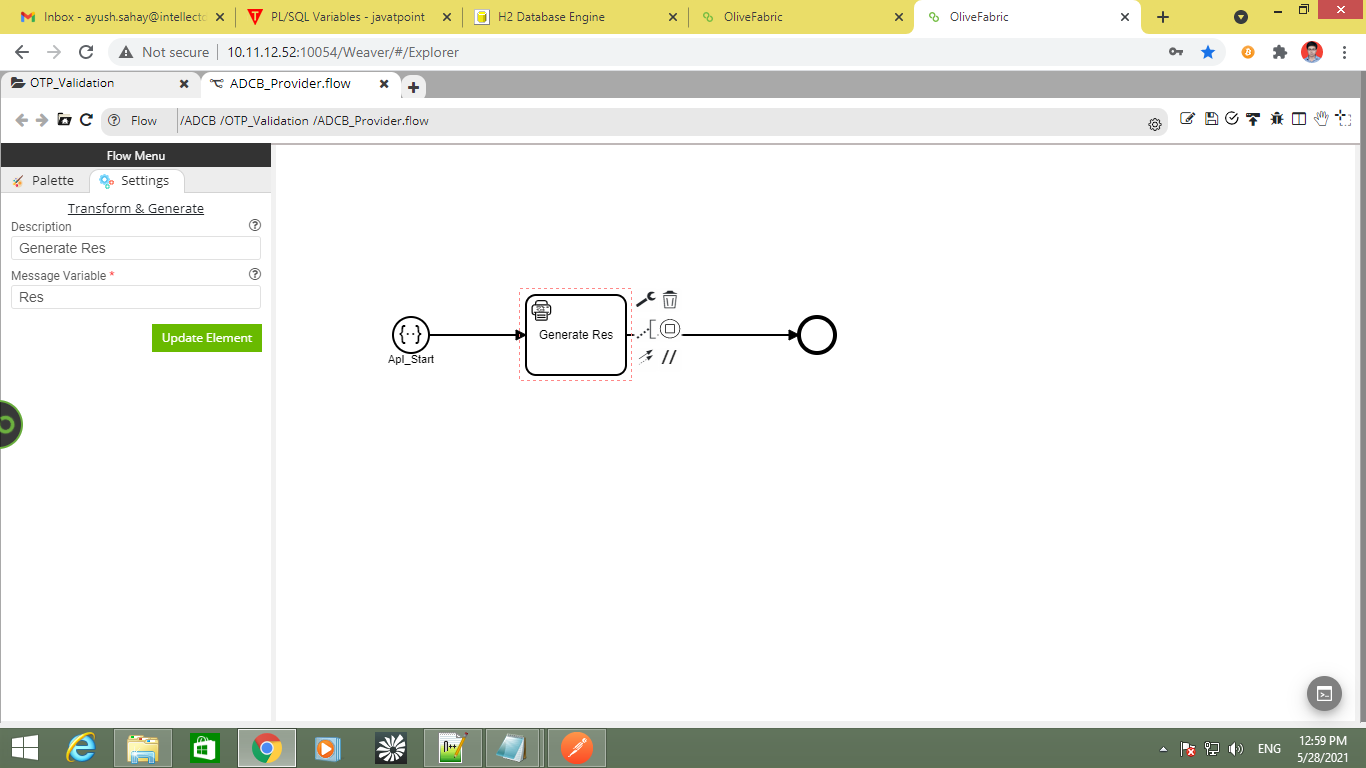 Inbox - ayush.sahay@intellect
PL/SQL Variables - javatpoint
H2 Database Engine
OliveFabric
OliveFabric
Not secure
10.11.12.52:10054/Weaver/#/Explorer
OTP_Validation
ADCB_Provider.flow
Flow
/ADCB /OTP_Validation /ADCB_Provider.flow
Flow Menu
Palette
Settings
Transform & Generate
Description
Generate Res
Message Variable *
Res
Update Element
Generate Res
ApI_Start
ENG
12:59 PM
5/28/2021